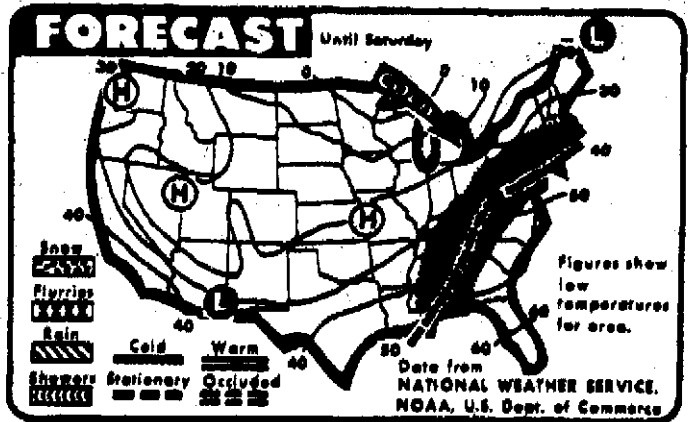 FORECAST Until Saturday
L
30 20 10 0 5 10
H
30
40
H
H
50
40
Snow
Flurries
Rain
Showers
L
40
Cold Warm
Stationary Occluded
40
50
60
60
Figures show
low
temperatures
for area.
Data from
NATIONAL WEATHER SERVICE,
NOAA, U.S. Dept. of Commerce